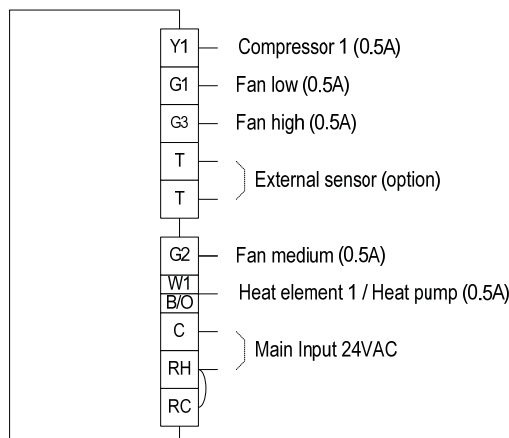 Y1 Compressor 1 (0.5A)
G1 Fan low (0.5A)
G3 Fan high (0.5A)
T
External sensor (option)
T
G2 Fan medium (0.5A)
W1
Heat element 1 / Heat pump (0.5A)
B/O
C
Main Input 24VAC
RH
RC